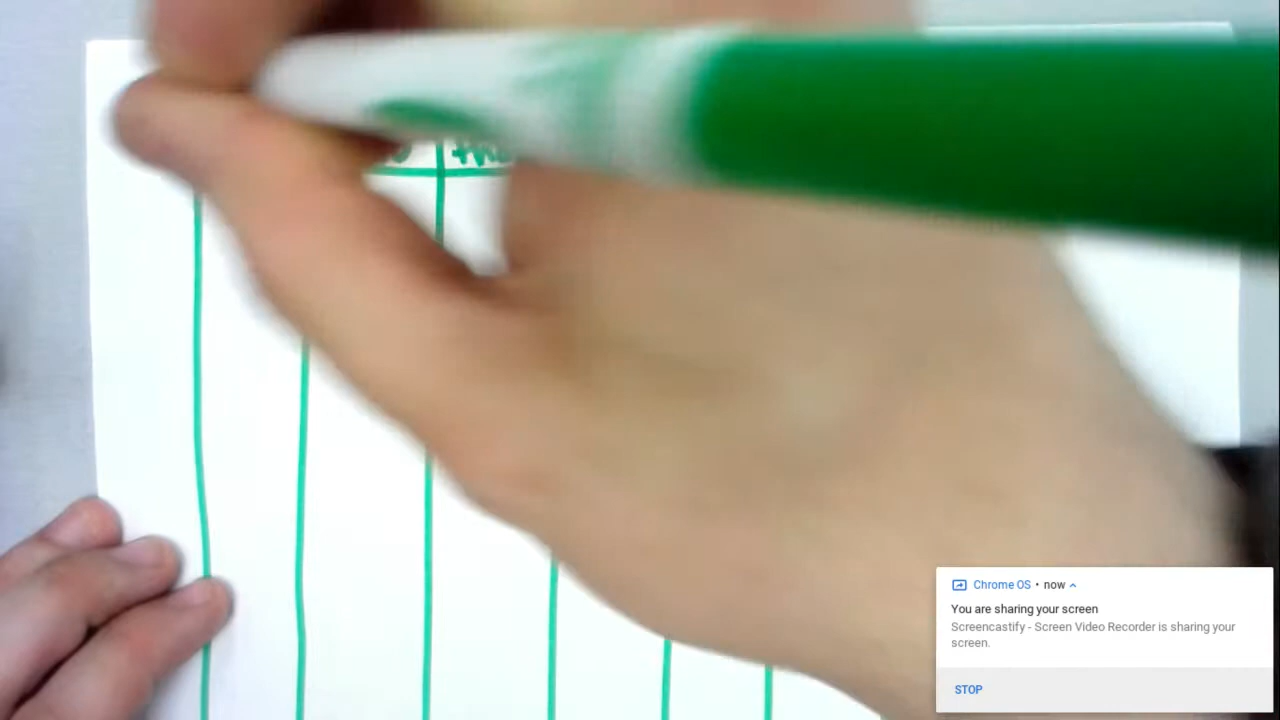 Chrome OS • now
You are sharing your screen
Screencastify - Screen Video Recorder is sharing your
screen.
STOP